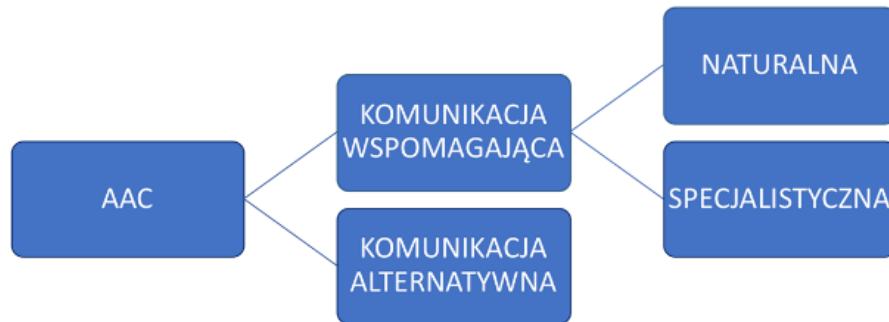 AAC
KOMUNIKACJA
WSPOMAGAJĄCA
KOMUNIKACJA
ALTERNATYWNA
NATURALNA
SPECJALISTYCZNA